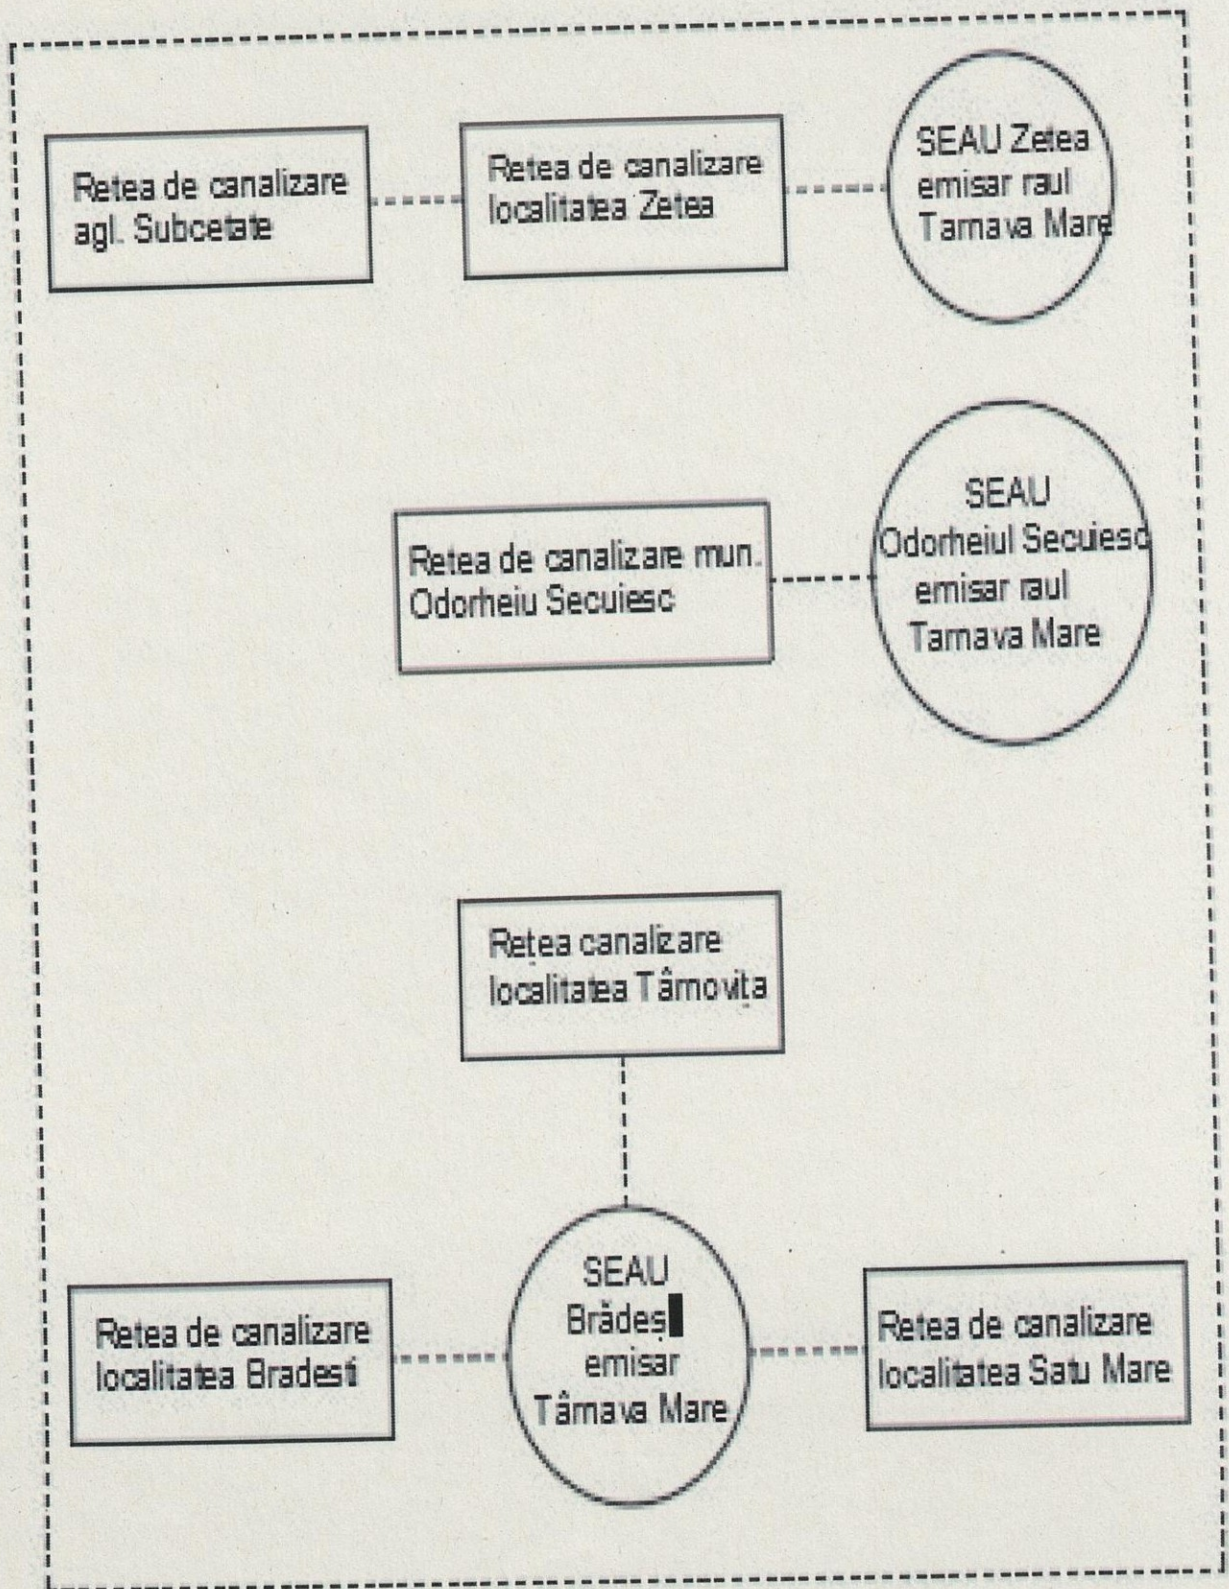 Retea de canalizare
agl. Subcetate
Retea de canalizare
localitatea Zetea
SEAU Zetea
emisar raul
Tarnava Mare
Retea de canalizare mun.
Odorheiu Secuiesc
SEAU
Odorheiul Secuiesc
emisar raul
Tarnava Mare
Rețea canalizare
localitatea Târnovița
Retea de canalizare
localitatea Bradesti
SEAU
Brădeș
emisar
Târnava Mare
Retea de canalizare
localitatea Satu Mare